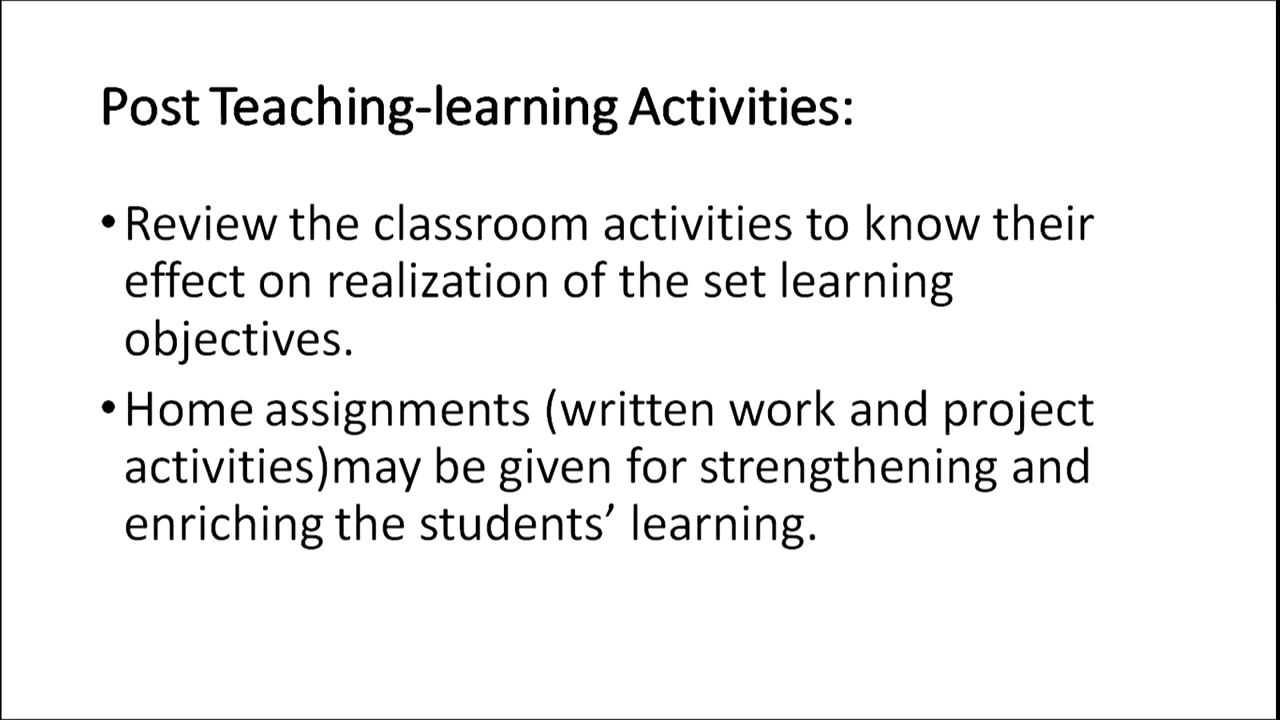 Post Teaching-learning Activities:
•Review the classroom activities to know their
effect on realization of the set learning
objectives.
•Home assignments (written work and project
activities)may be given for strengthening and
enriching the students’ learning.